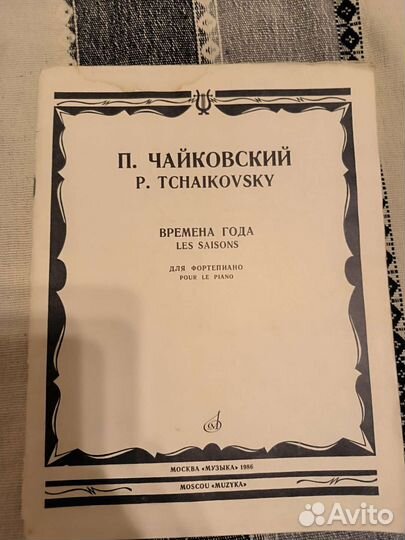 П. ЧАЙКОВСКИЙ
P. TCHAIKOVSKY
ВРЕМЕНА ГОДА
LES SAISONS
ДЛЯ ФОРТЕПИАНО
POUR LE PIANO
МОСКВА «МУЗЫКА» 1986
MOSCOU «MUZYKA»
Avito